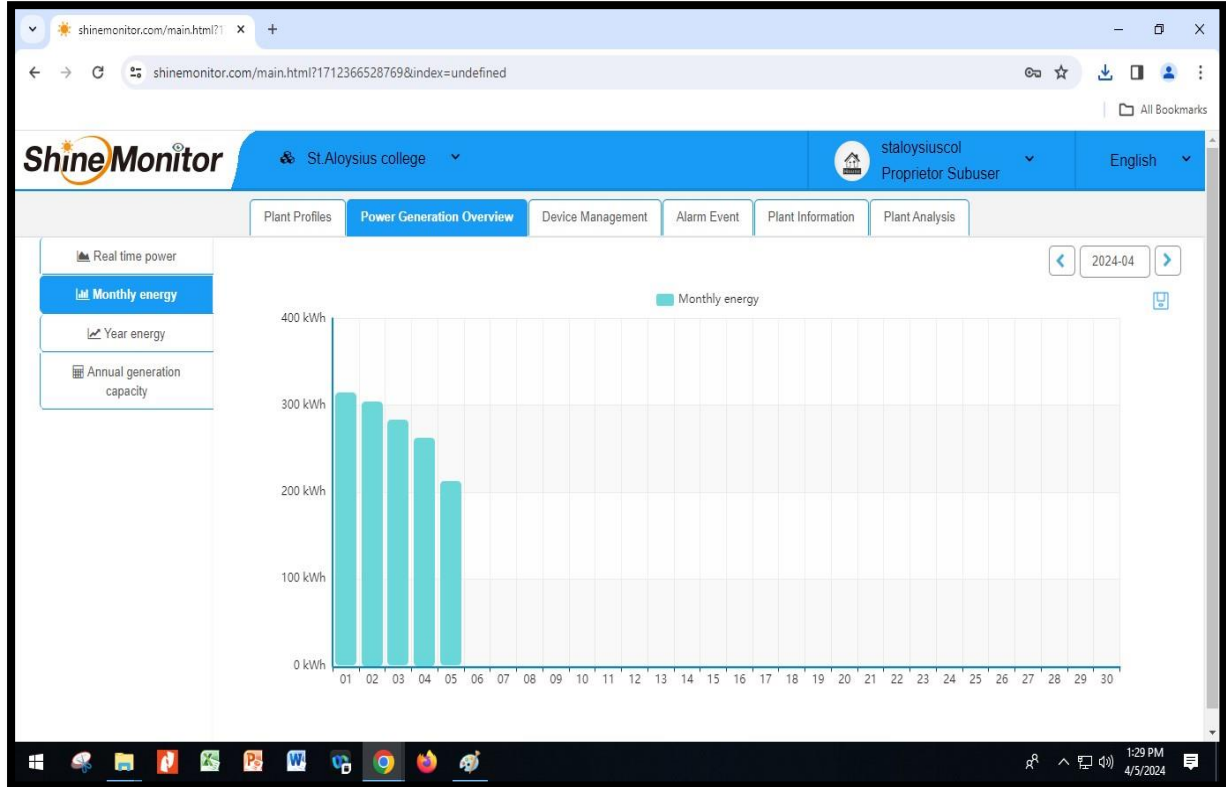 shinemonitor.com/main.html?1
shinemonitor.com/main.html?1712366528769&index=undefined
All Bookmarks
ShineMonitor
St.Aloysius college
staloysiuscol
Proprietor Subuser
English
Plant Profiles
Power Generation Overview
Device Management
Alarm Event
Plant Information
Plant Analysis
Real time power
Monthly energy
Year energy
Annual generation
capacity
2024-04
Monthly energy
400 kWh
300 kWh
200 kWh
100 kWh
0 kWh
01 02 03 04 05 06 07 08 09 10 11 12 13 14 15 16 17 18 19 20 21 22 23 24 25 26 27 28 29 30
1:29 PM
4/5/2024